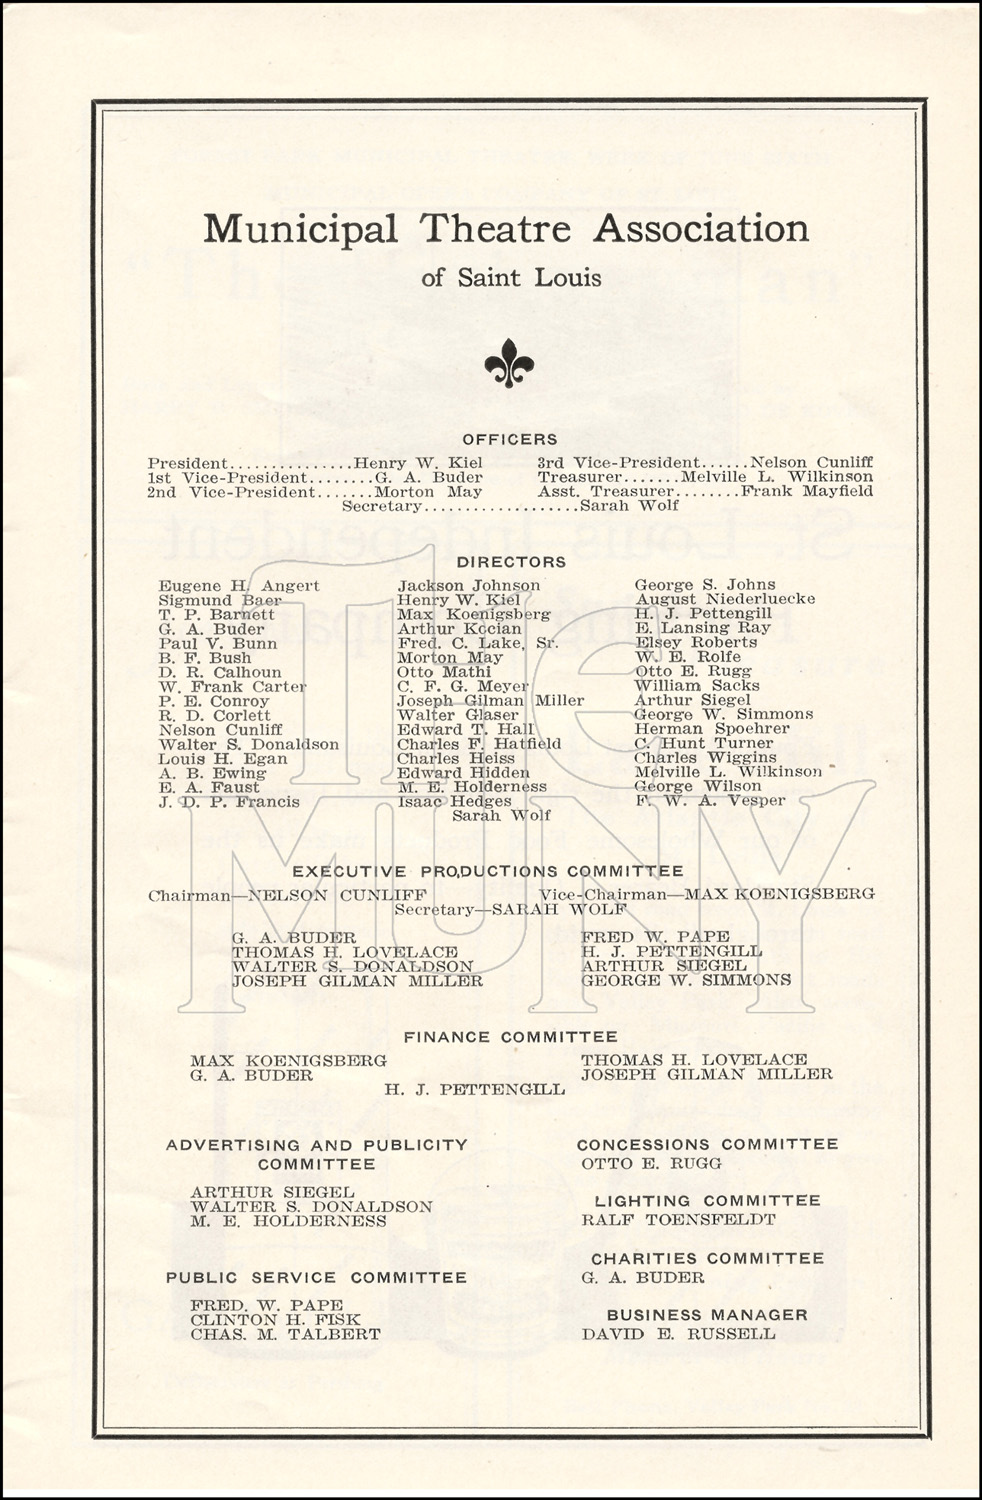 Municipal Theatre Association
of Saint Louis
OFFICERS
President...............Henry W. Kiel
1st Vice-President........G. A. Buder
2nd Vice-President.......Morton May
3rd Vice-President......Nelson Cunliff
Treasurer.......Melville L. Wilkinson
Asst. Treasurer........Frank Mayfield
Secretary...................Sarah Wolf
DIRECTORS
Eugene H. Angert
Sigmund Baer
T. P. Barnett
G. A. Buder
Paul V. Bunn
B. F. Bush
D. R. Calhoun
W. Frank Carter
P. E. Conroy
R. D. Corlett
Nelson Cunliff
Walter S. Donaldson
Louis H. Egan
A. B. Ewing
E. A. Faust
J. D. P. Francis
Jackson Johnson
Henry W. Kiel
Max Koenigsberg
Arthur Kocian
Fred. C. Lake, Sr.
Morton May
Otto Mathi
C. F. G. Meyer
Joseph Gilman Miller
Walter Glaser
Edward T. Hall
Charles F. Hatfield
Charles Heiss
Edward Hidden
M. E. Holderness
Isaac Hedges
George S. Johns
August Niederluecke
H. J. Pettengill
E. Lansing Ray
Elsey Roberts
W. E. Rolfe
Otto E. Rugg
William Sacks
Arthur Siegel
George W. Simmons
Herman Spoehrer
C. Hunt Turner
Charles Wiggins
Melville L. Wilkinson
George Wilson
F. W. A. Vesper
Sarah Wolf
The
MUNY
EXECUTIVE PRODUCTIONS COMMITTEE
Chairman—NELSON CUNLIFF
Vice-Chairman—MAX KOENIGSBERG
Secretary—SARAH WOLF
G. A. BUDER
THOMAS H. LOVELACE
WALTER S. DONALDSON
JOSEPH GILMAN MILLER
FRED W. PAPE
H. J. PETTENGILL
ARTHUR SIEGEL
GEORGE W. SIMMONS
FINANCE COMMITTEE
MAX KOENIGSBERG
G. A. BUDER
THOMAS H. LOVELACE
JOSEPH GILMAN MILLER
H. J. PETTENGILL
ADVERTISING AND PUBLICITY
COMMITTEE
ARTHUR SIEGEL
WALTER S. DONALDSON
M. E. HOLDERNESS
PUBLIC SERVICE COMMITTEE
FRED. W. PAPE
CLINTON H. FISK
CHAS. M. TALBERT
CONCESSIONS COMMITTEE
OTTO E. RUGG
LIGHTING COMMITTEE
RALF TOENSFELDT
CHARITIES COMMITTEE
G. A. BUDER
BUSINESS MANAGER
DAVID E. RUSSELL